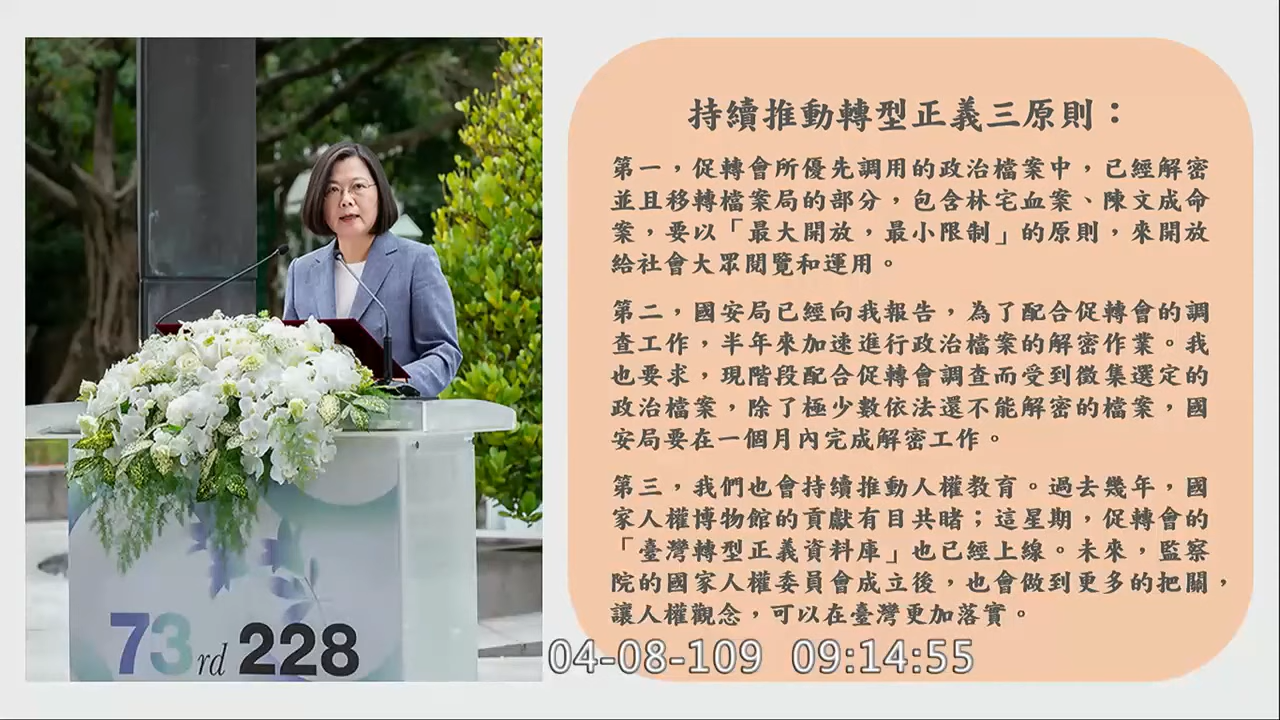 持續推動轉型正義三原則：
第一，促轉會所優先調用的政治檔案中，已經解密
並且移轉檔案局的部分，包含林宅血案、陳文成命
案，要以「最大開放，最小限制」的原則，來開放
給社會大眾閱覽和運用。
第二，國安局已經向我報告，為了配合促轉會的調
查工作，半年來加速進行政治檔案的解密作業。我
也要求，現階段配合促轉會調查而受到徵集選定的
政治檔案，除了極少數依法還不能解密的檔案，國
安局要在一個月內完成解密工作。
第三，我們也會持續推動人權教育。過去幾年，國
家人權博物館的貢獻有目共睹；這星期，促轉會的
「臺灣轉型正義資料庫」也已經上線。未來，監察
院的國家人權委員會成立後，也會做到更多的把關，
讓人權觀念，可以在臺灣更加落實。
73rd 228
04-08-109 09:14:55